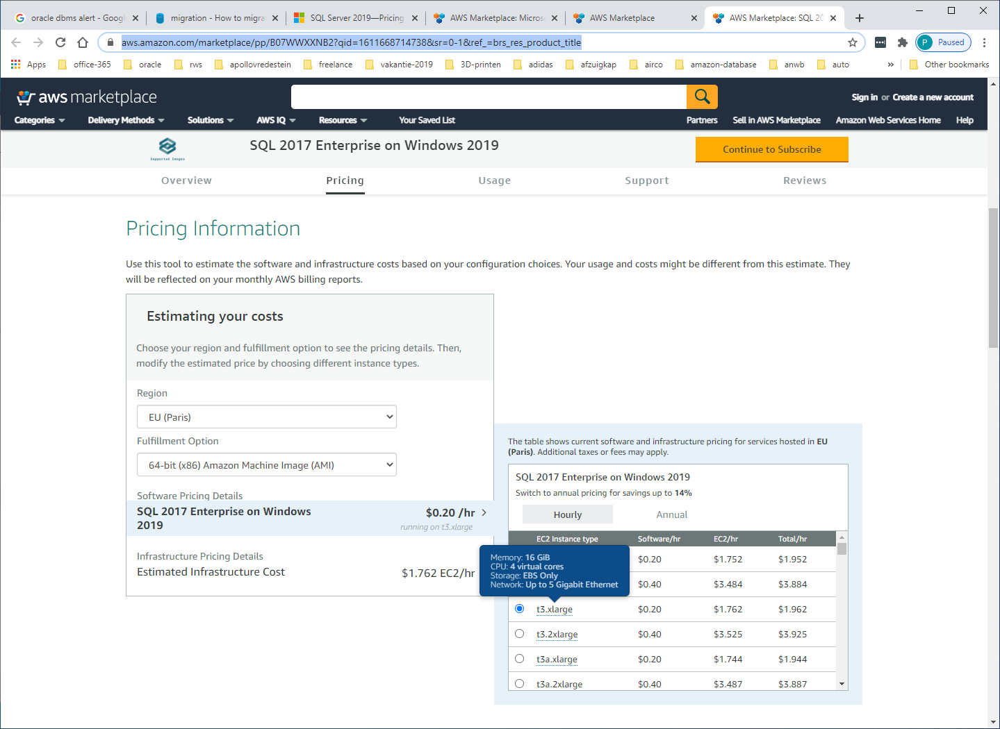 oracle dbms alert - Googl
migration - How to migra
SQL Server 2019—Pricing
AWS Marketplace: Micros
AWS Marketplace
AWS Marketplace: SQL 20
aws.amazon.com/marketplace/pp/B07WWXXNB2?qid=1611668714738&sr=0-1&ref_=brs_res_product_title
P Paused
Apps office-365 oracle rws apollovredestein freelance vakantie-2019 3D-printen adidas afzuigkap airco amazon-database anwb auto » Other bookmarks
aws marketplace
Sign in or Create a new account
Categories Delivery Methods Solutions AWS IQ Resources Your Saved List Partners Sell in AWS Marketplace Amazon Web Services Home Help
Supported Images
SQL 2017 Enterprise on Windows 2019
Continue to Subscribe
Overview Pricing Usage Support Reviews
Pricing Information
Use this tool to estimate the software and infrastructure costs based on your configuration choices. Your usage and costs might be different from this estimate. They
will be reflected on your monthly AWS billing reports.
Estimating your costs
Choose your region and fulfillment option to see the pricing details. Then,
modify the estimated price by choosing different instance types.
Region
EU (Paris)
Fulfillment Option
64-bit (x86) Amazon Machine Image (AMI)
Software Pricing Details
SQL 2017 Enterprise on Windows
2019
$0.20 /hr
running on t3.xlarge
Infrastructure Pricing Details
Estimated Infrastructure Cost
$1.762 EC2/hr
The table shows current software and infrastructure pricing for services hosted in EU
(Paris). Additional taxes or fees may apply.
SQL 2017 Enterprise on Windows 2019
Switch to annual pricing for savings up to 14%
Hourly Annual
EC2 Instance type Software/hr EC2/hr Total/hr
Memory: 16 GiB
CPU: 4 virtual cores
Storage: EBS Only
Network: Up to 5 Gigabit Ethernet
$0.20 $1.752 $1.952
$0.40 $3.484 $3.884
t3.xlarge $0.20 $1.762 $1.962
t3.2xlarge $0.40 $3.525 $3.925
t3a.xlarge $0.20 $1.744 $1.944
t3a.2xlarge $0.40 $3.487 $3.887